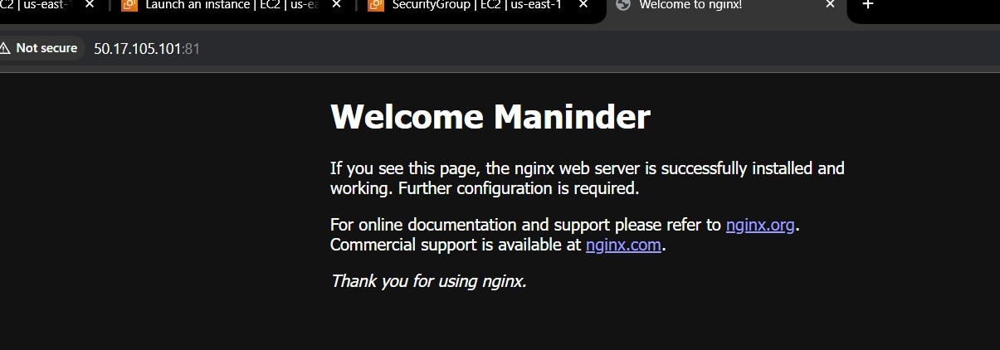 C2 | us-east-1 Launch an instance | EC2 | us-ea SecurityGroup | EC2 | us-east-1 Welcome to nginx!
Not secure 50.17.105.101:81
Welcome Maninder
If you see this page, the nginx web server is successfully installed and
working. Further configuration is required.
For online documentation and support please refer to nginx.org.
Commercial support is available at nginx.com.
Thank you for using nginx.